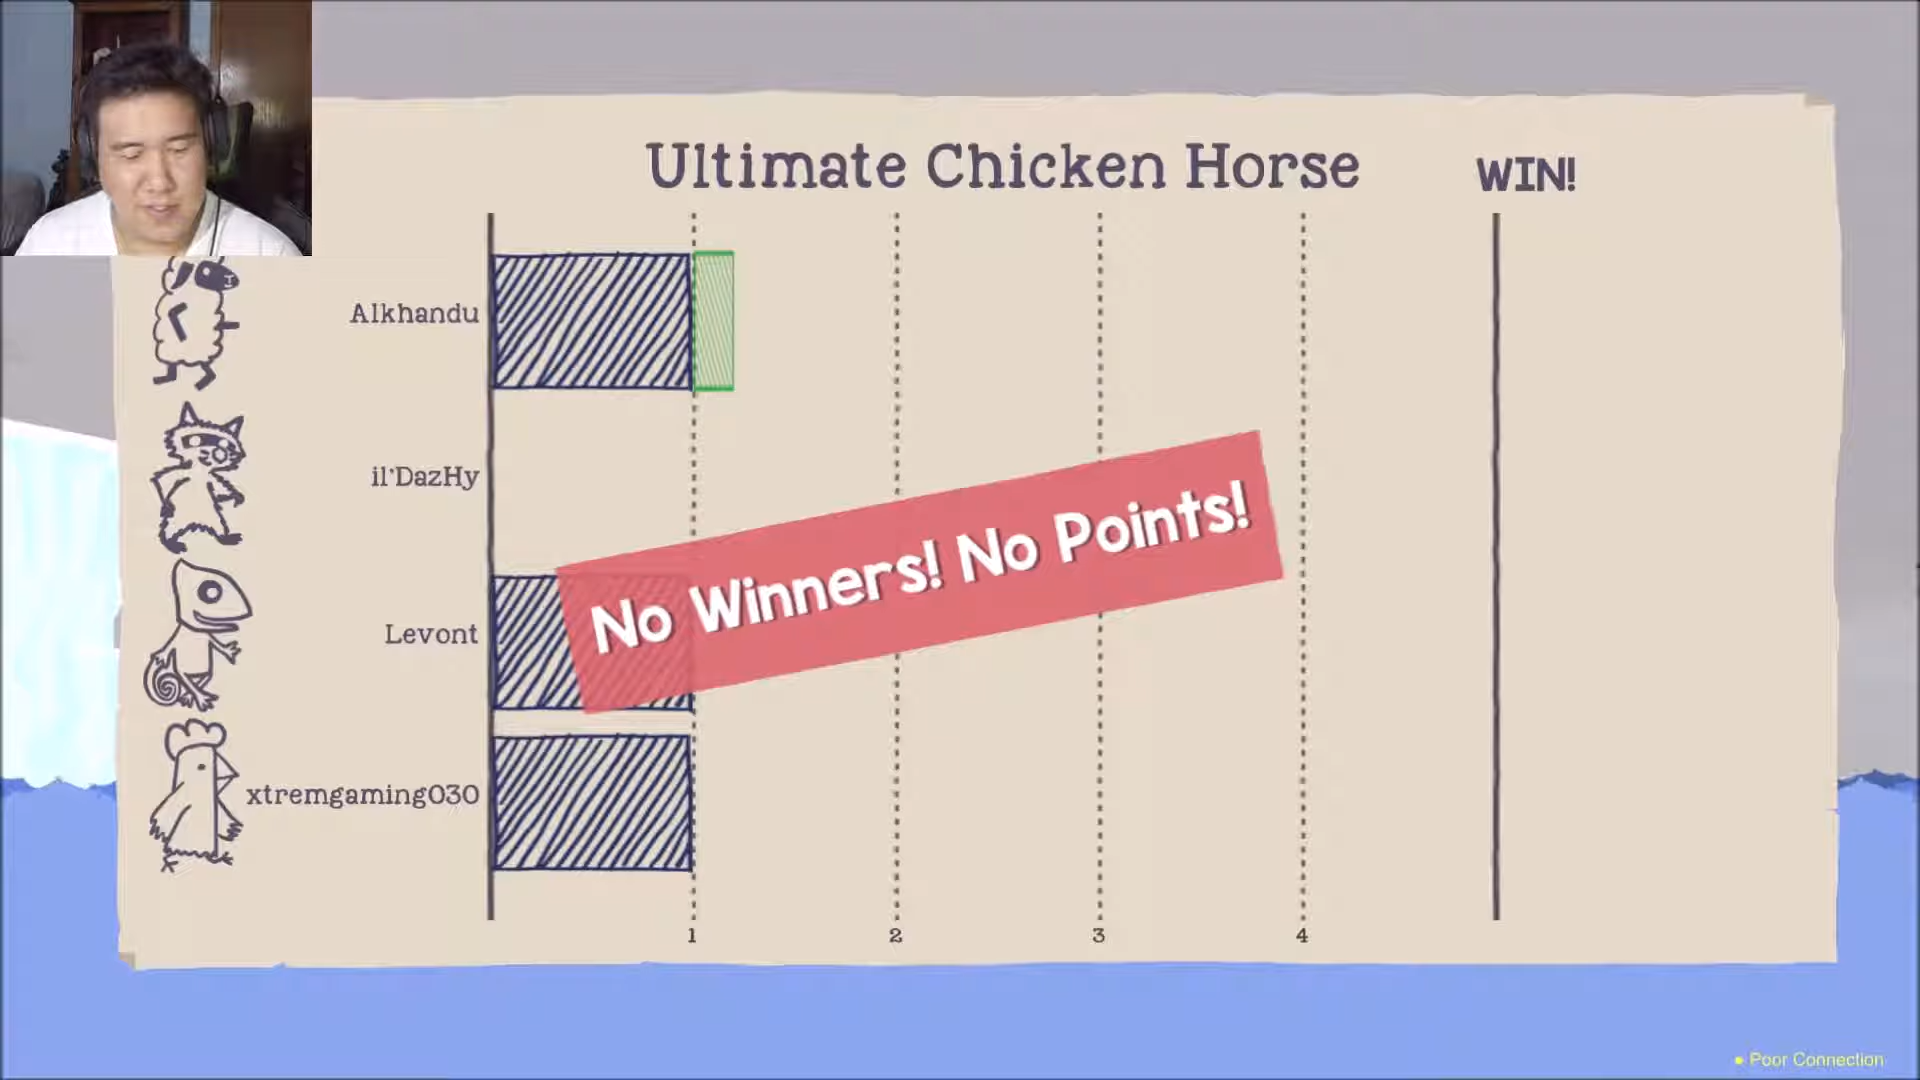 Ultimate Chicken Horse
WIN!
Alkhandu
il'DazHy
No Winners! No Points!
Levont
xtremgaming030
1
2
3
4
Poor Connection